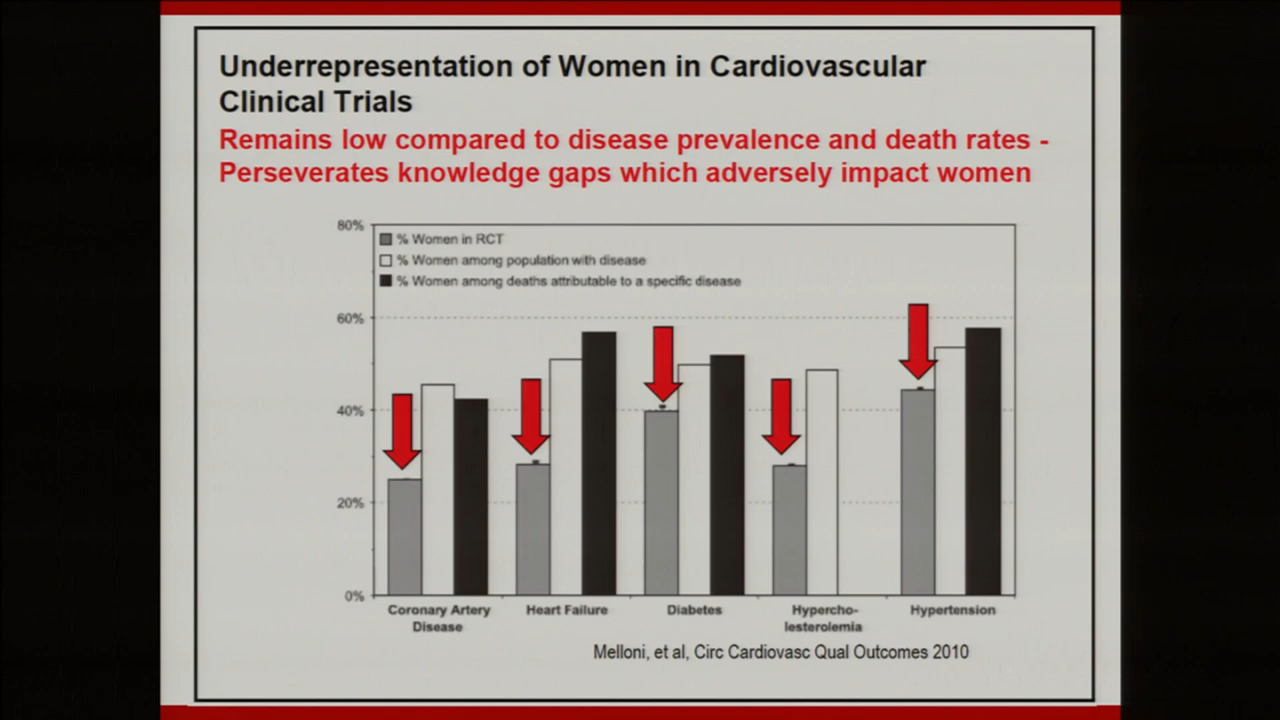 Underrepresentation of Women in Cardiovascular
Clinical Trials
Remains low compared to disease prevalence and death rates -
Perseverates knowledge gaps which adversely impact women
80%
% Women in RCT
% Women among population with disease
% Women among deaths attributable to a specific disease
60%
40%
20%
0%
Coronary Artery
Disease
Heart Failure
Diabetes
Hypercho-
lesterolemia
Hypertension
Melloni, et al, Circ Cardiovasc Qual Outcomes 2010